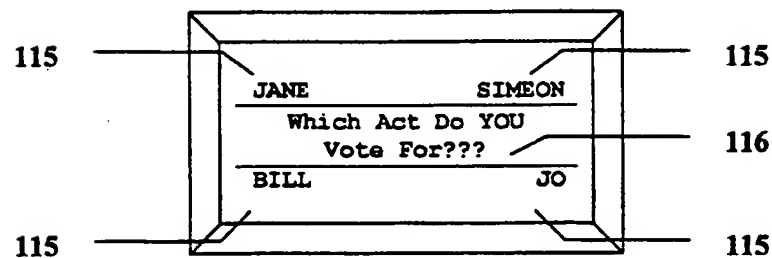 115 115
JANE SIMEON
Which Act Do YOU
Vote For???
116
BILL JO
115 115